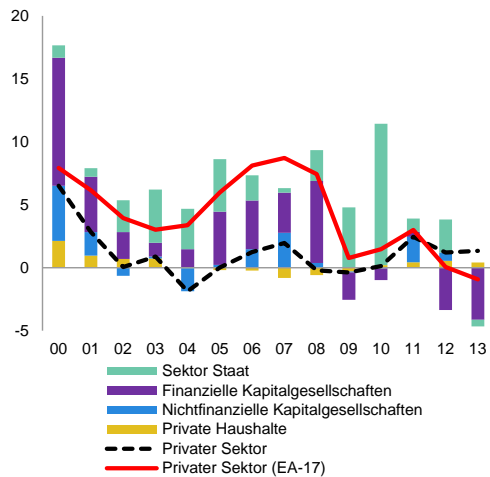 20
15
10
5
0
-5
00 01 02 03 04 05 06 07 08 09 10 11 12 13
Sektor Staat
Finanzielle Kapitalgesellschaften
Nichtfinanzielle Kapitalgesellschaften
Private Haushalte
Privater Sektor
Privater Sektor (EA-17)